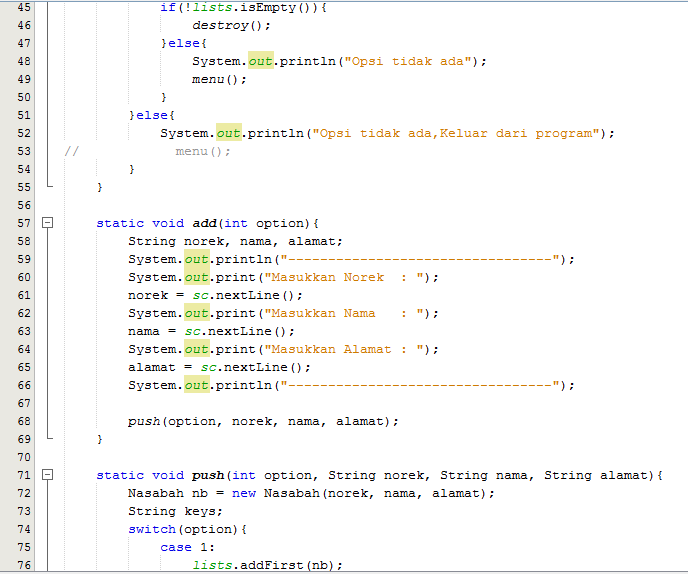 45 if(!lists.isEmpty()){
46 destroy();
47 }else{
48 System.out.println("Opsi tidak ada");
49 menu();
50 }
51 }else{
52 System.out.println("Opsi tidak ada,Keluar dari program");
53 // menu();
54 }
55 }
56
57 static void add(int option){
58 String norek, nama, alamat;
59 System.out.println("---------------------------------");
60 System.out.print("Masukkan Norek  : ");
61 norek = sc.nextLine();
62 System.out.print("Masukkan Nama   : ");
63 nama = sc.nextLine();
64 System.out.print("Masukkan Alamat : ");
65 alamat = sc.nextLine();
66 System.out.println("---------------------------------");
67
68 push(option, norek, nama, alamat);
69 }
70
71 static void push(int option, String norek, String nama, String alamat){
72 Nasabah nb = new Nasabah(norek, nama, alamat);
73 String keys;
74 switch(option){
75 case 1:
76 lists.addFirst(nb);